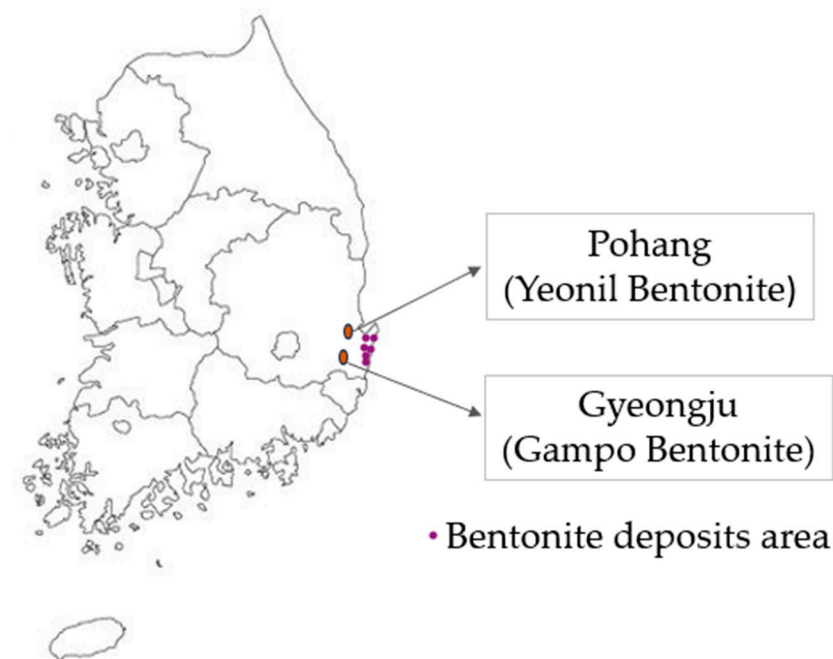 Pohang
(Yeonil Bentonite)
Gyeongju
(Gampo Bentonite)
Bentonite deposits area